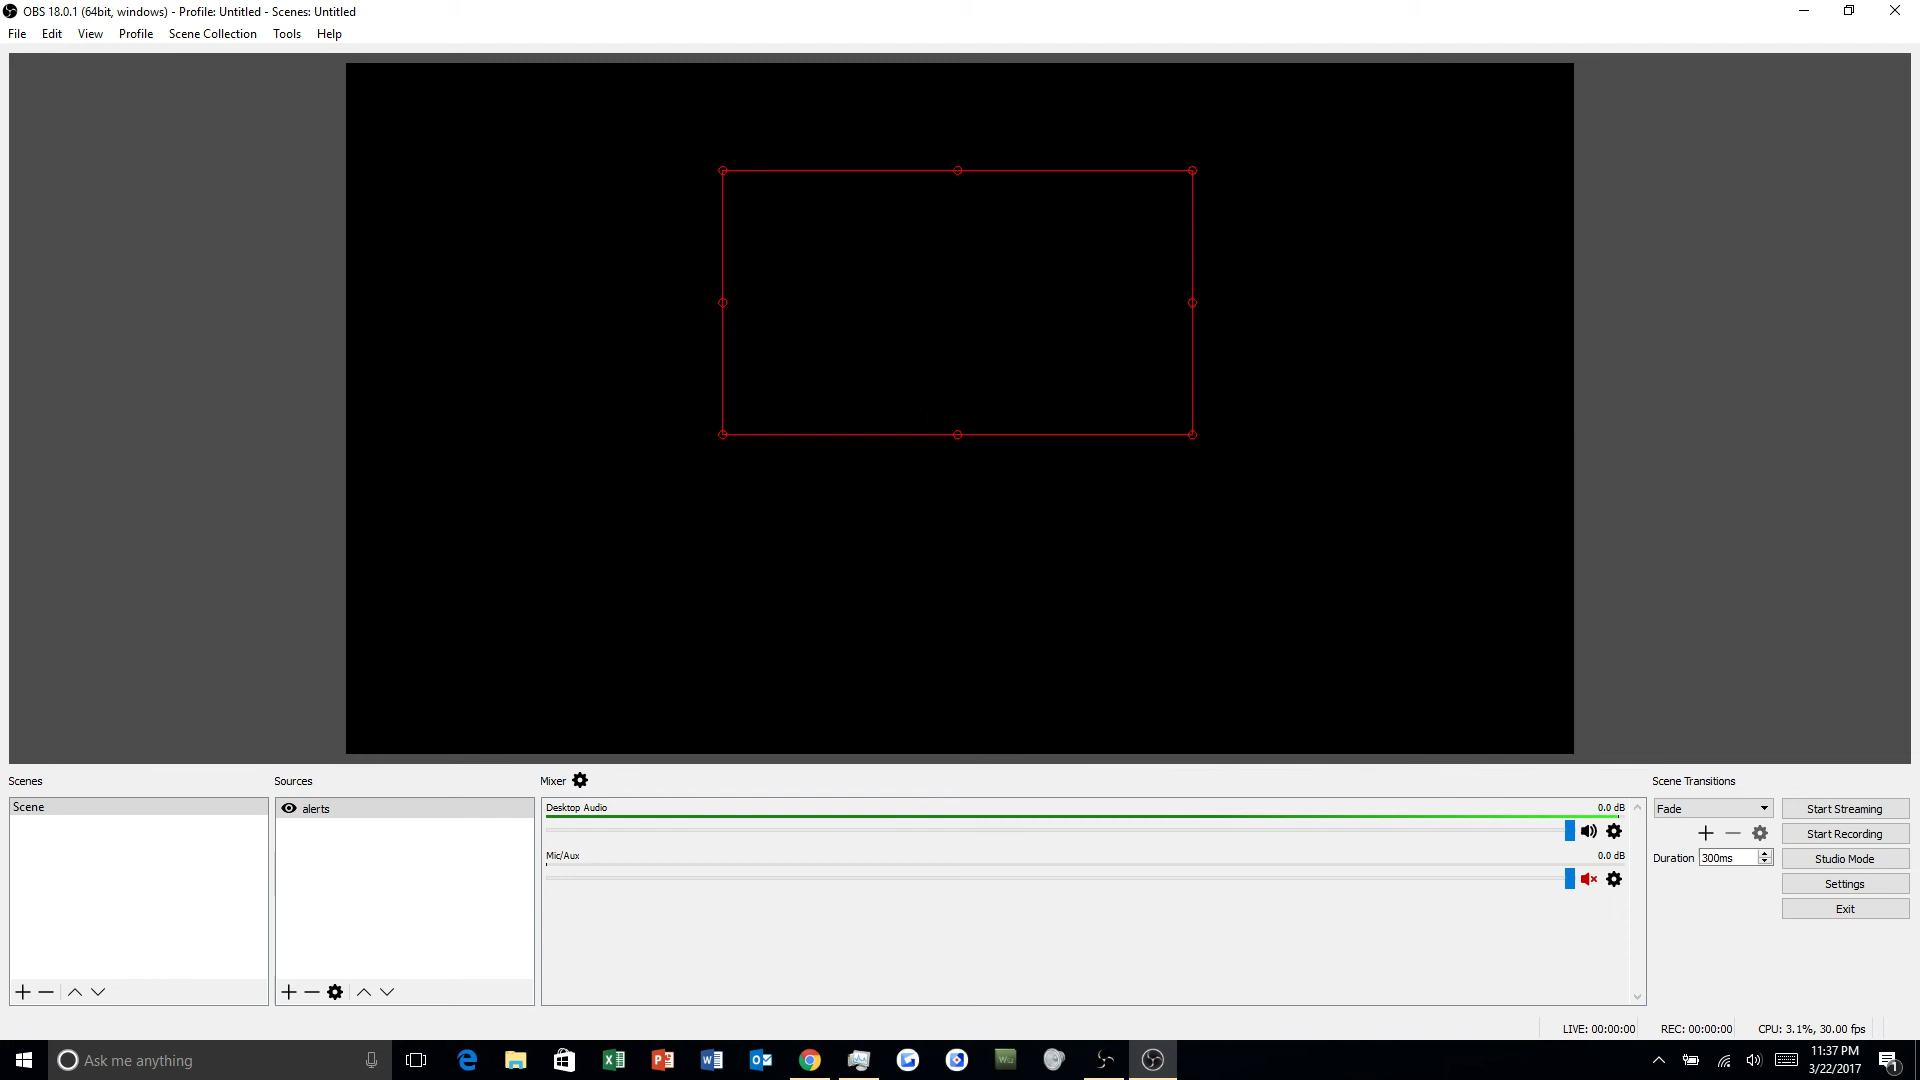 OBS 18.0.1 (64bit, windows) - Profile: Untitled - Scenes: Untitled
File Edit View Profile Scene Collection Tools Help
Scenes
Scene
Sources
alerts
Mixer
Desktop Audio 0.0 dB
Mic/Aux 0.0 dB
Scene Transitions
Fade
Duration 300ms
Start Streaming
Start Recording
Studio Mode
Settings
Exit
LIVE: 00:00:00 REC: 00:00:00 CPU: 3.1%, 30.00 fps
Ask me anything
Wu
11:37 PM
3/22/2017
1